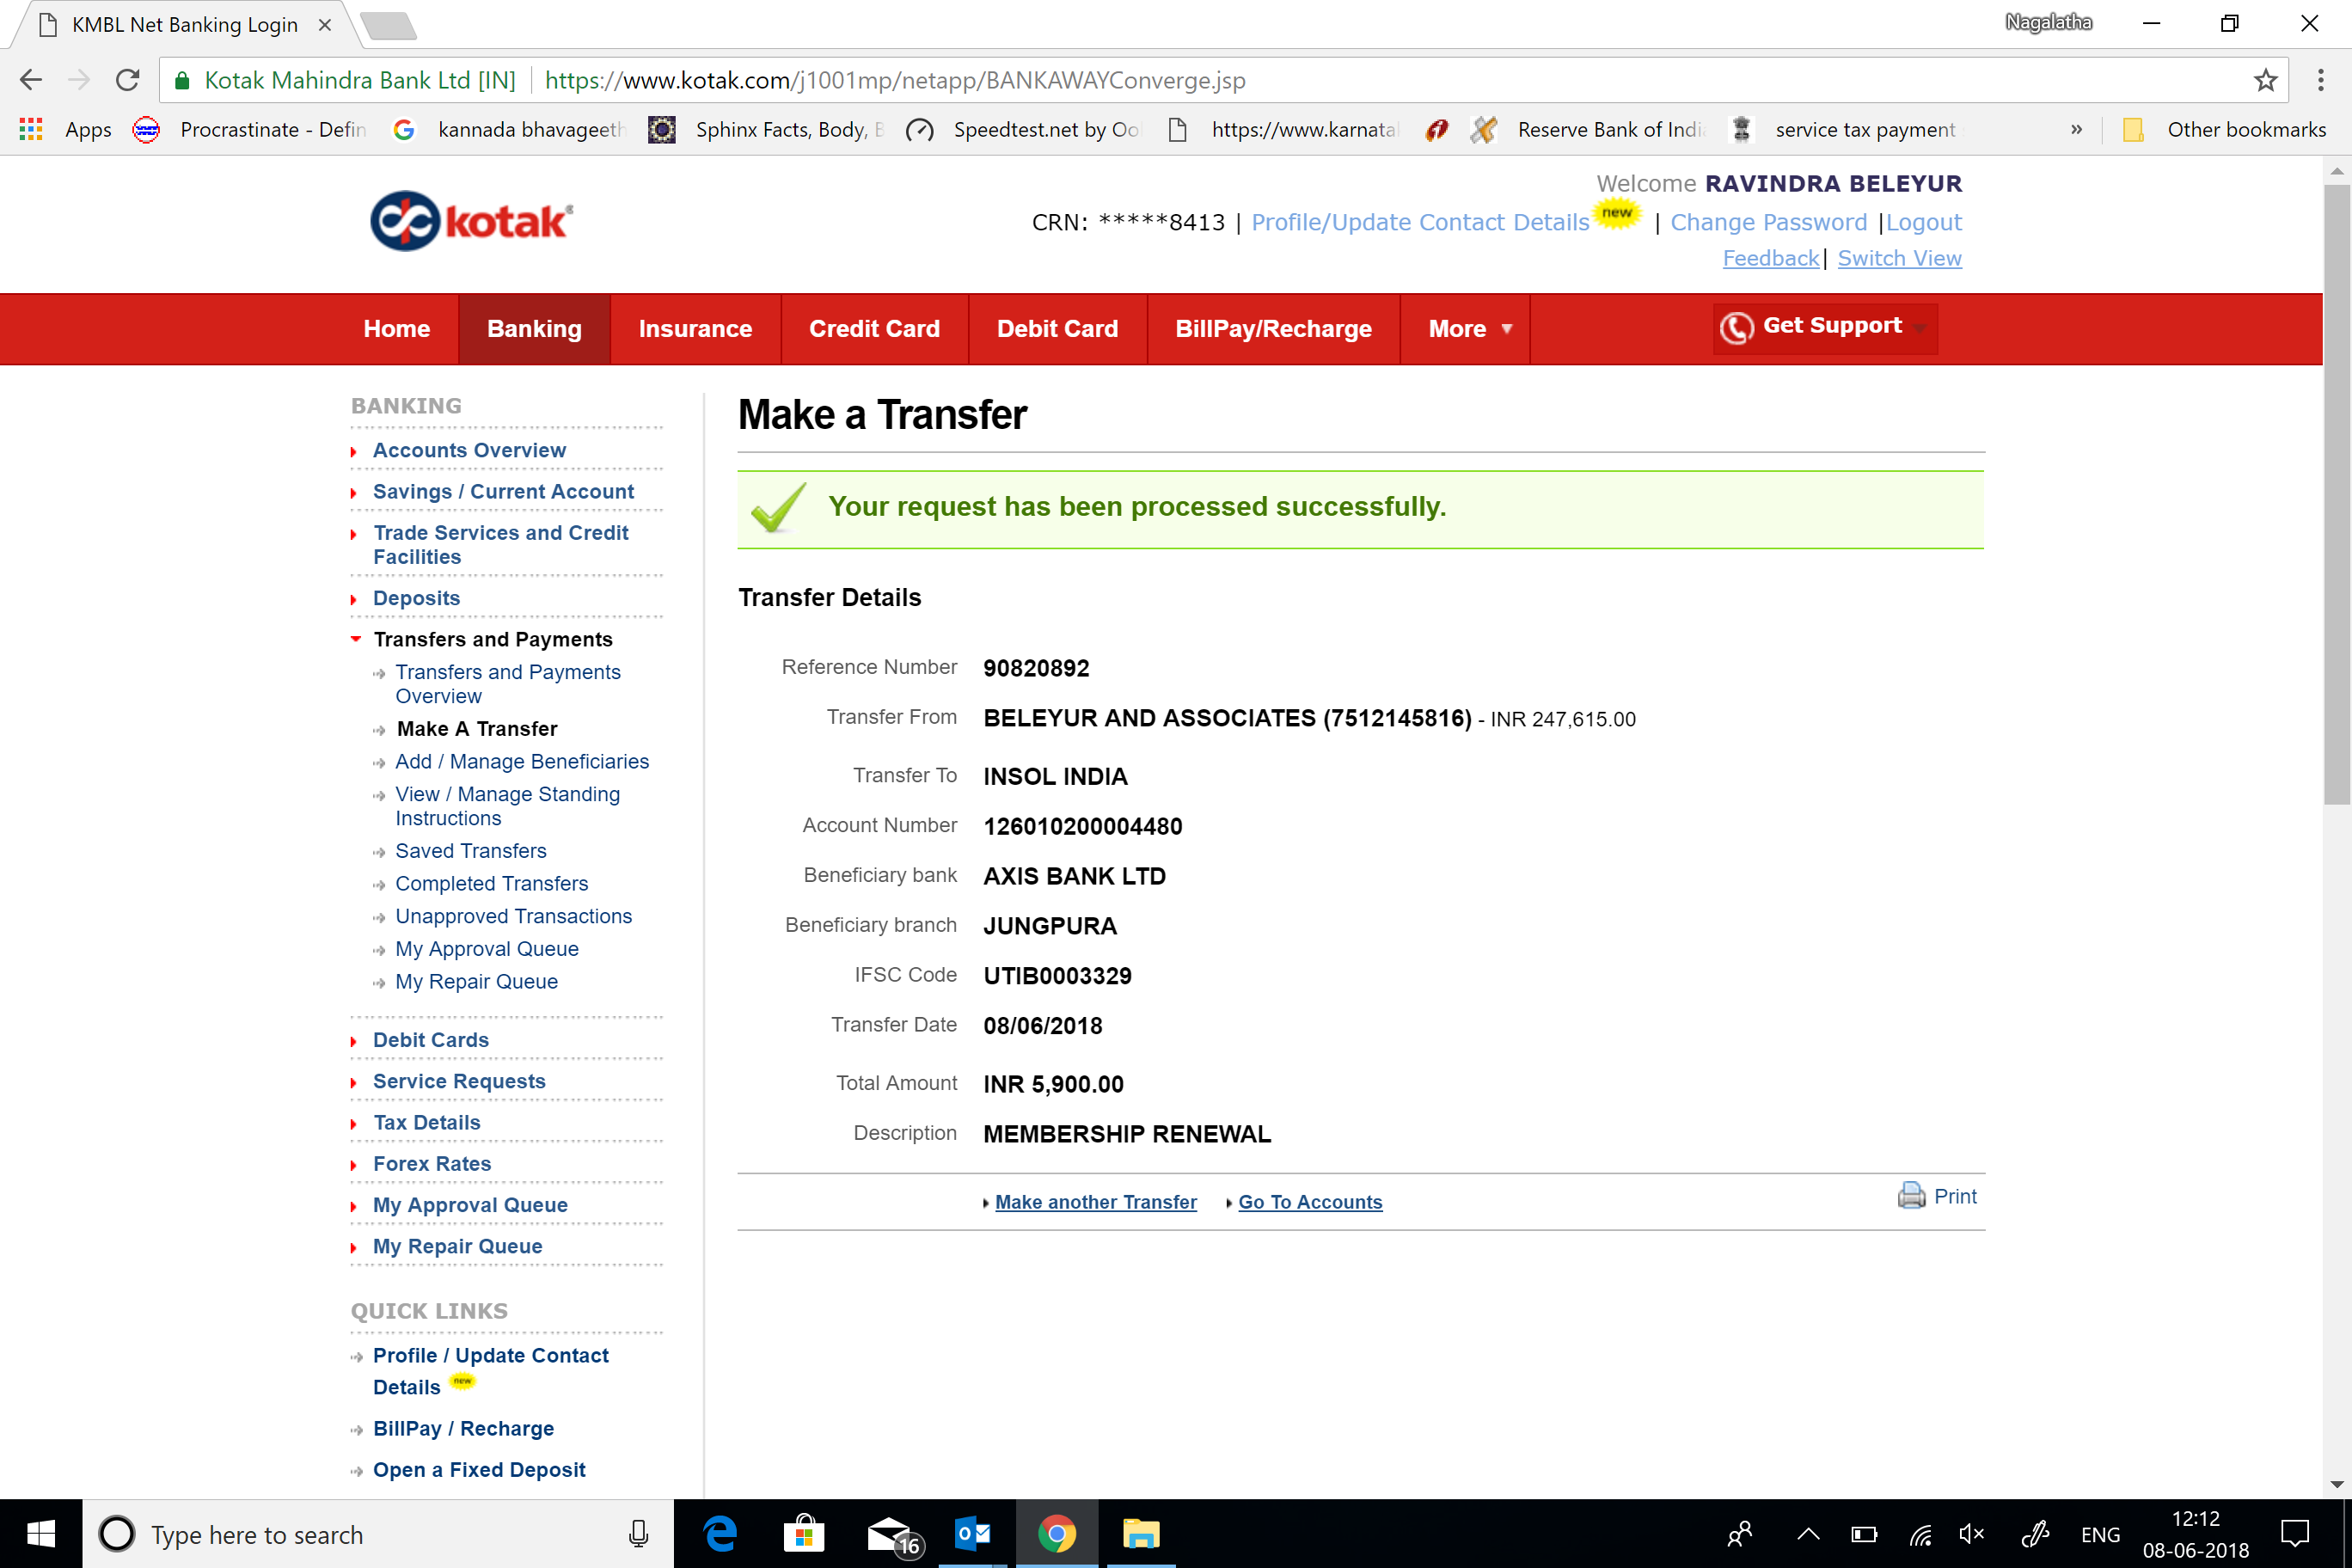 KMBL Net Banking Login
Nagalatha
Kotak Mahindra Bank Ltd [IN] https://www.kotak.com/j1001mp/netapp/BANKAWAYConverge.jsp
Apps Procrastinate - Defin kannada bhavageeth Sphinx Facts, Body, Speedtest.net by Oo https://www.karnata Reserve Bank of Indi service tax payment » Other bookmarks
Welcome RAVINDRA BELEYUR
kotak
CRN: *****8413 | Profile/Update Contact Details new | Change Password |Logout
Feedback| Switch View
Home Banking Insurance Credit Card Debit Card BillPay/Recharge More Get Support
BANKING
Accounts Overview
Savings / Current Account
Trade Services and Credit
Facilities
Deposits
Transfers and Payments
Transfers and Payments
Overview
Make A Transfer
Add / Manage Beneficiaries
View / Manage Standing
Instructions
Saved Transfers
Completed Transfers
Unapproved Transactions
My Approval Queue
My Repair Queue
Debit Cards
Service Requests
Tax Details
Forex Rates
My Approval Queue
My Repair Queue
QUICK LINKS
Profile / Update Contact
Details new
BillPay / Recharge
Open a Fixed Deposit
Make a Transfer
Your request has been processed successfully.
Transfer Details
Reference Number 90820892
Transfer From BELEYUR AND ASSOCIATES (7512145816) - INR 247,615.00
Transfer To INSOL INDIA
Account Number 126010200004480
Beneficiary bank AXIS BANK LTD
Beneficiary branch JUNGPURA
IFSC Code UTIB0003329
Transfer Date 08/06/2018
Total Amount INR 5,900.00
Description MEMBERSHIP RENEWAL
Make another Transfer Go To Accounts Print
Type here to search
16
ENG
12:12
08-06-2018